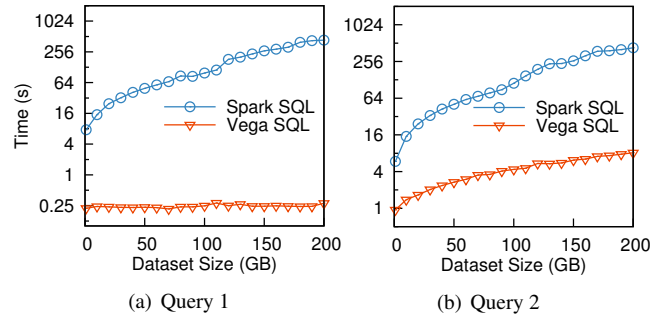 1024
256
64
16
4
1
0.25
Time (s)
Spark SQL
Vega SQL
0 50 100 150 200
Dataset Size (GB)
(a) Query 1
1024
256
64
16
4
1
Spark SQL
Vega SQL
0 50 100 150 200
Dataset Size (GB)
(b) Query 2